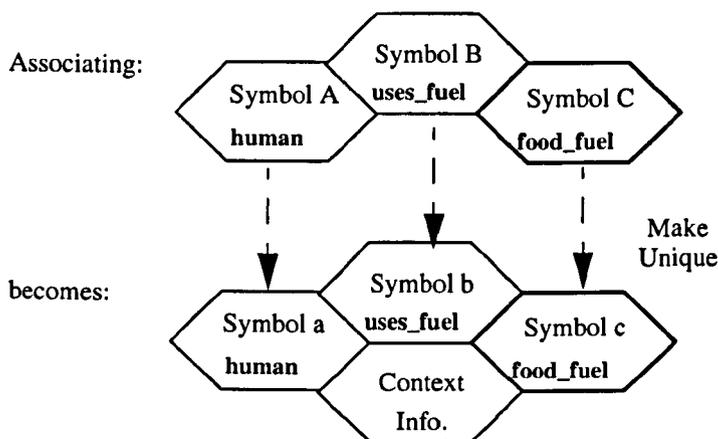 Associating:
Symbol A
human
Symbol B
uses_fuel
Symbol C
food_fuel
Make
Unique
becomes:
Symbol a
human
Symbol b
uses_fuel
Symbol c
food_fuel
Context
Info.